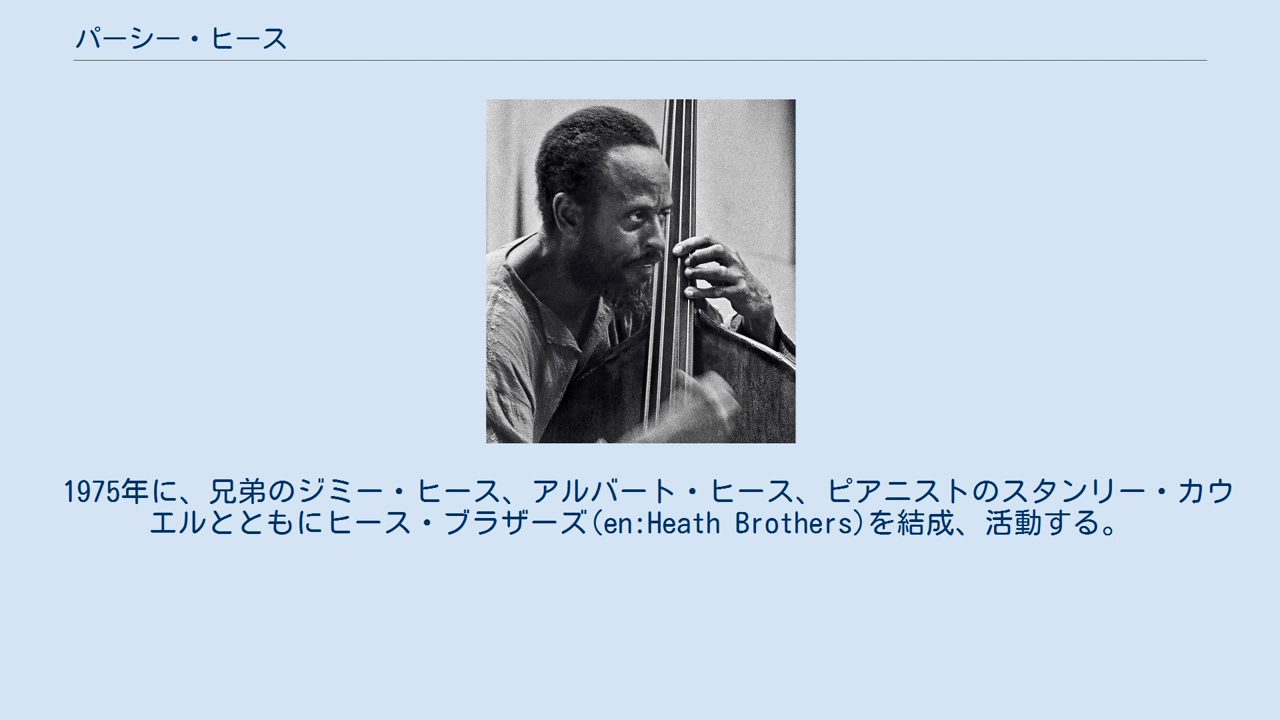 パーシー・ヒース
1975年に、兄弟のジミー・ヒース、アルバート・ヒース、ピアニストのスタンリー・カウ
エルとともにヒース・ブラザーズ(en:Heath Brothers)を結成、活動する。